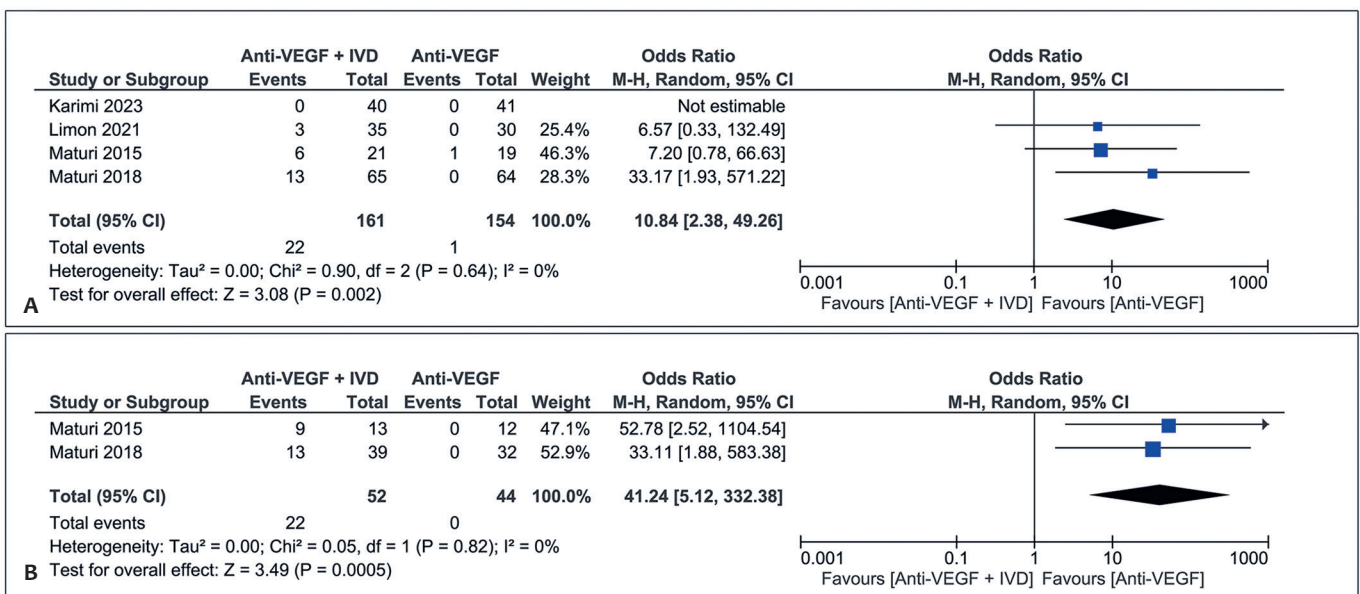 Anti-VEGF + IVD Anti-VEGF Odds Ratio Odds Ratio
Study or Subgroup Events Total Events Total Weight M-H, Random, 95% CI M-H, Random, 95% CI
Karimi 2023 0 40 0 41 Not estimable
Limon 2021 3 35 0 30 25.4% 6.57 [0.33, 132.49]
Maturi 2015 6 21 1 19 46.3% 7.20 [0.78, 66.63]
Maturi 2018 13 65 0 64 28.3% 33.17 [1.93, 571.22]
Total (95% CI) 161 154 100.0% 10.84 [2.38, 49.26]
Total events 22 1
Heterogeneity: Tau² = 0.00; Chi² = 0.90, df = 2 (P = 0.64); I² = 0%
Test for overall effect: Z = 3.08 (P = 0.002)
0.001 0.1 1 10 1000
Favours [Anti-VEGF + IVD] Favours [Anti-VEGF]
A
Anti-VEGF + IVD Anti-VEGF Odds Ratio Odds Ratio
Study or Subgroup Events Total Events Total Weight M-H, Random, 95% CI M-H, Random, 95% CI
Maturi 2015 9 13 0 12 47.1% 52.78 [2.52, 1104.54]
Maturi 2018 13 39 0 32 52.9% 33.11 [1.88, 583.38]
Total (95% CI) 52 44 100.0% 41.24 [5.12, 332.38]
Total events 22 0
Heterogeneity: Tau² = 0.00; Chi² = 0.05, df = 1 (P = 0.82); I² = 0%
Test for overall effect: Z = 3.49 (P = 0.0005)
0.001 0.1 1 10 1000
Favours [Anti-VEGF + IVD] Favours [Anti-VEGF]
B